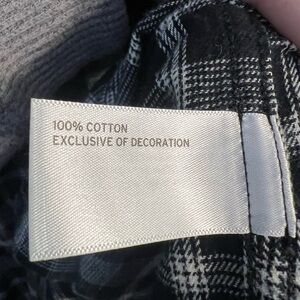 100% COTTON
EXCLUSIVE OF DECORATION